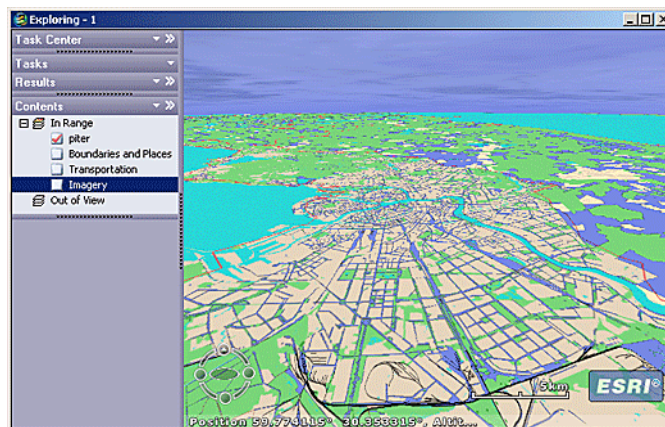 Exploring - 1
Task Center
Tasks
Results
Contents
In Range
piter
Boundaries and Places
Transportation
Imagery
Out of View
5km
ESRI®
Position 59.774115° 30.353315° Altit...